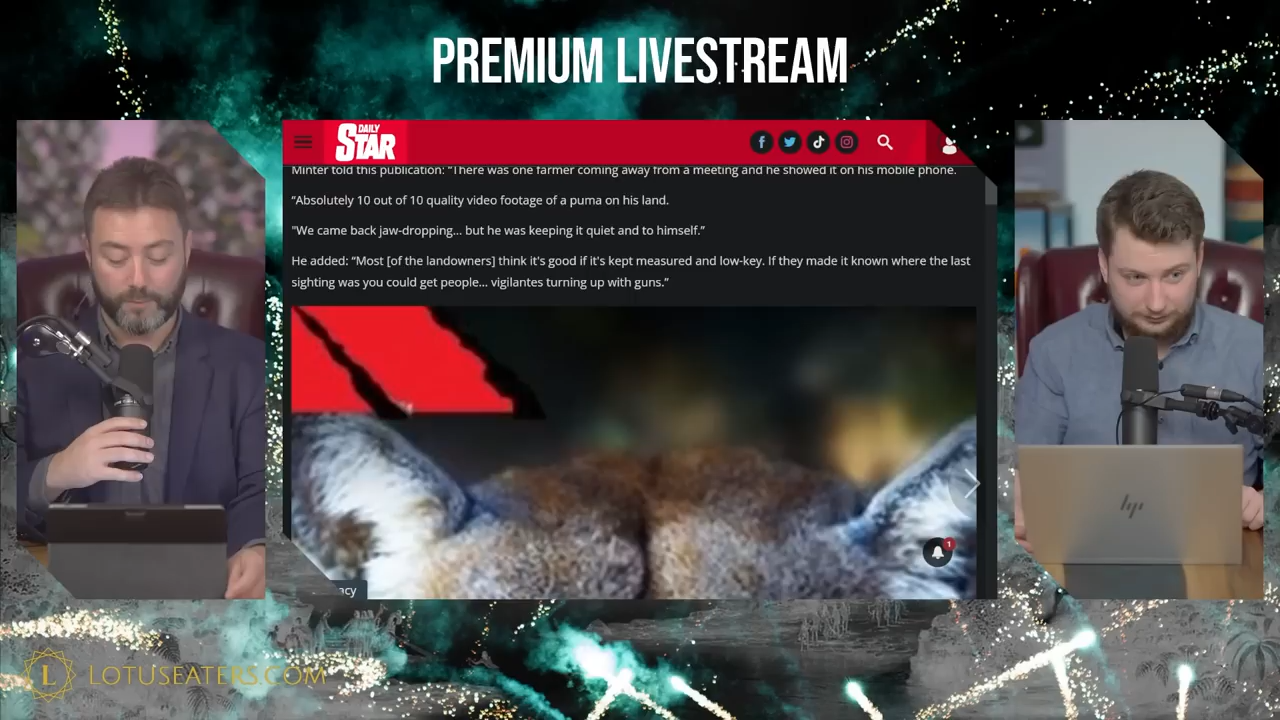 PREMIUM LIVESTREAM
DAILY
STAR
Minter told this publication: “There was one farmer coming away from a meeting and he showed it on his mobile phone.
“Absolutely 10 out of 10 quality video footage of a puma on his land.
"We came back jaw-dropping... but he was keeping it quiet and to himself.”
He added: “Most [of the landowners] think it's good if it's kept measured and low-key. If they made it known where the last
sighting was you could get people... vigilantes turning up with guns.”
1
acy
hp
L
LOTUSEATERS.COM